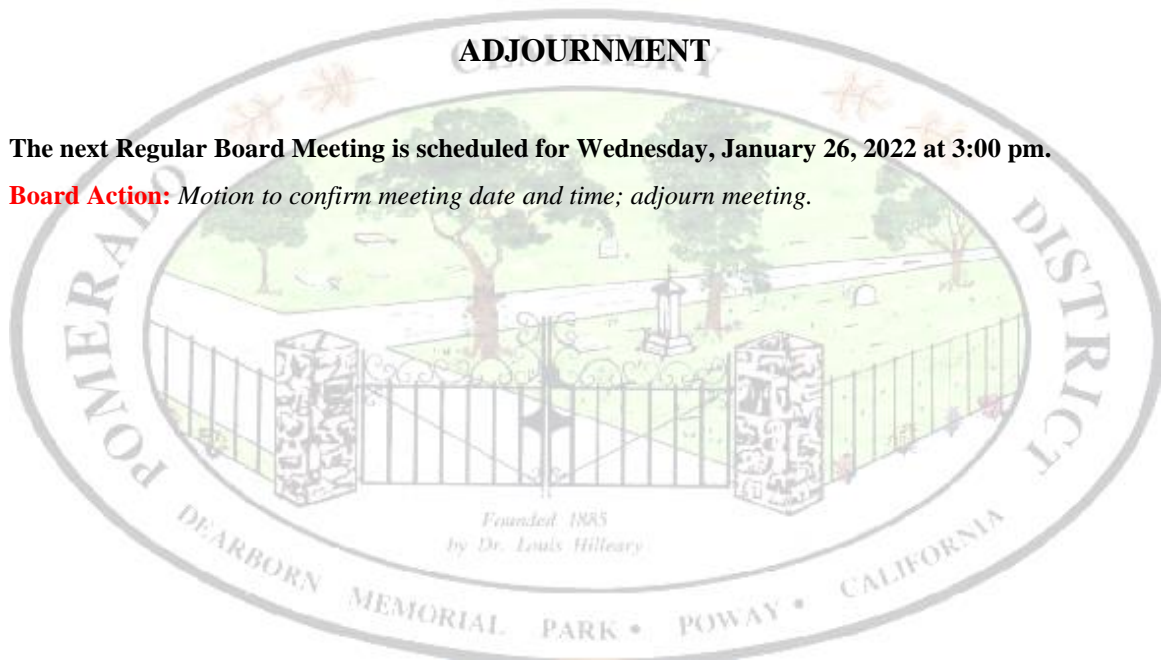 CEMETERY
ADJOURNMENT
The next Regular Board Meeting is scheduled for Wednesday, January 26, 2022 at 3:00 pm.
Board Action: Motion to confirm meeting date and time; adjourn meeting.
POMERADO
DISTRICT
Founded 1885
by Dr. Louis Hilleary
DEARBORN MEMORIAL PARK • POWAY • CALIFORNIA